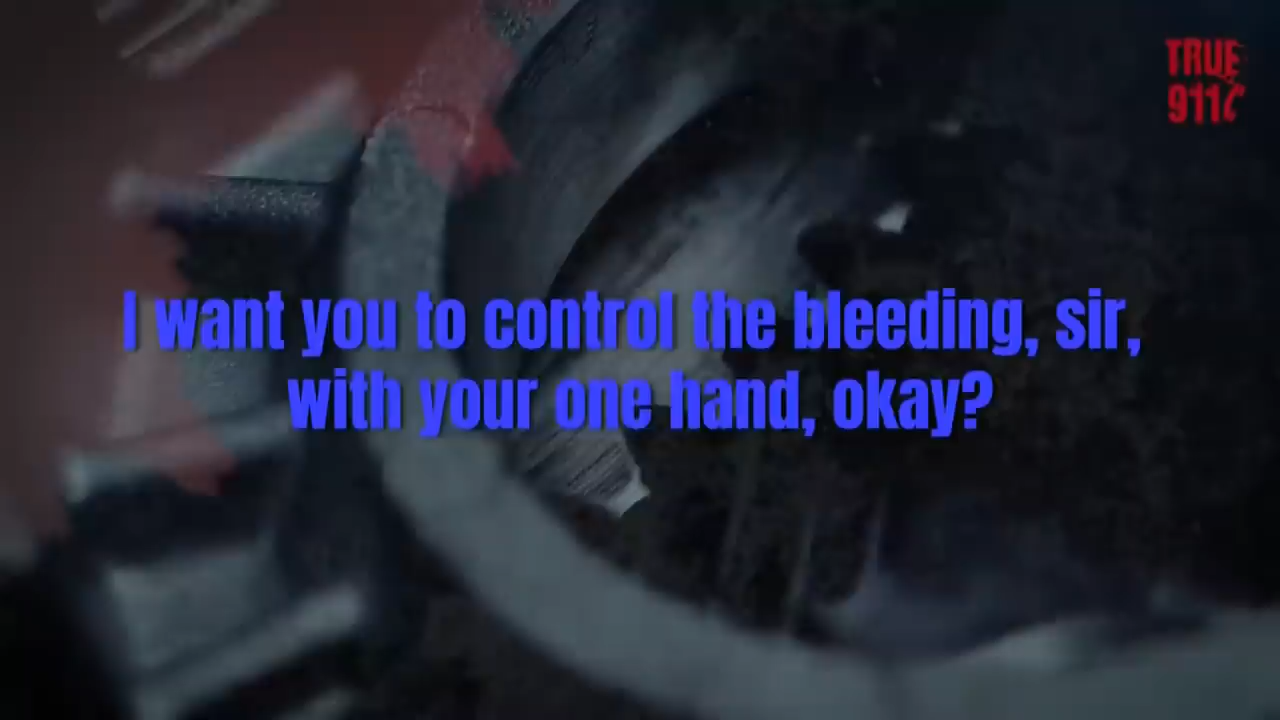 TRUE
911
I want you to control the bleeding, sir,
with your one hand, okay?